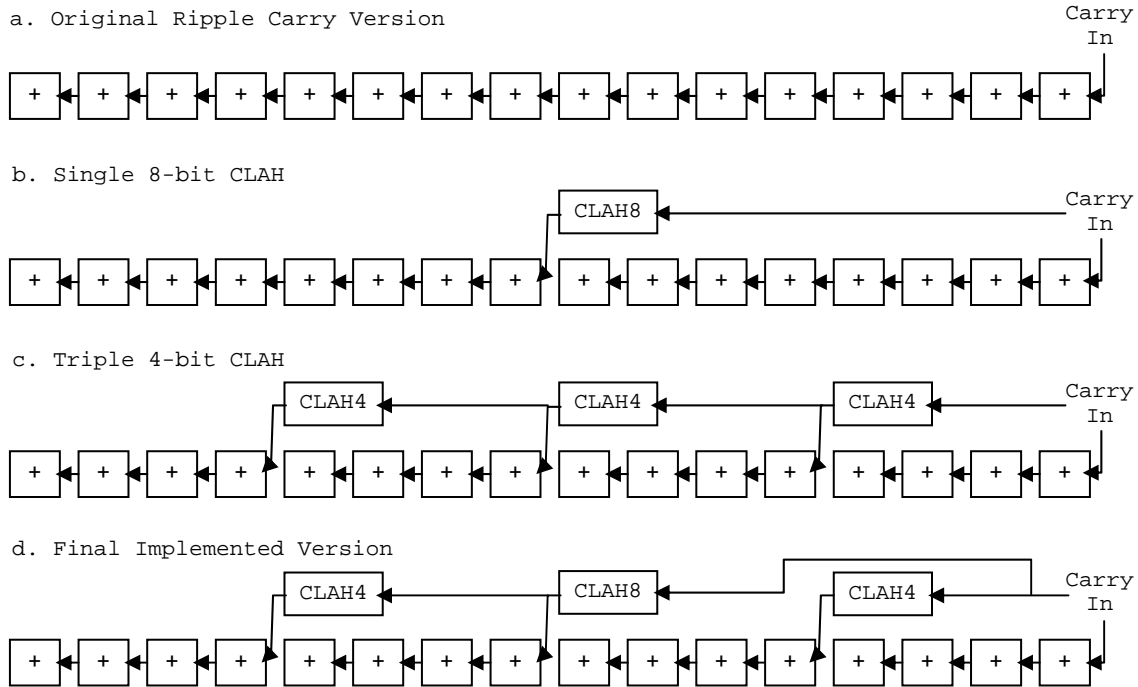 a. Original Ripple Carry Version
Carry
In
+ + + + + + + + + + + + + + + +
b. Single 8-bit CLAH
CLAH8
Carry
In
+ + + + + + + + + + + + + + + +
c. Triple 4-bit CLAH
CLAH4 CLAH4 CLAH4
Carry
In
+ + + + + + + + + + + + + + + +
d. Final Implemented Version
CLAH4 CLAH8 CLAH4
Carry
In
+ + + + + + + + + + + + + + + +